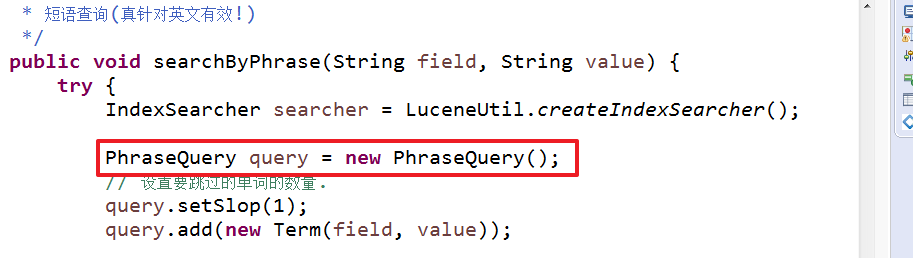 * 短语查询(真针对英文有效!)
*/
public void searchByPhrase(String field, String value) {
try {
IndexSearcher searcher = LuceneUtil.createIndexSearcher();
PhraseQuery query = new PhraseQuery();
// 设置要跳过的单词的数量.
query.setSlop(1);
query.add(new Term(field, value));